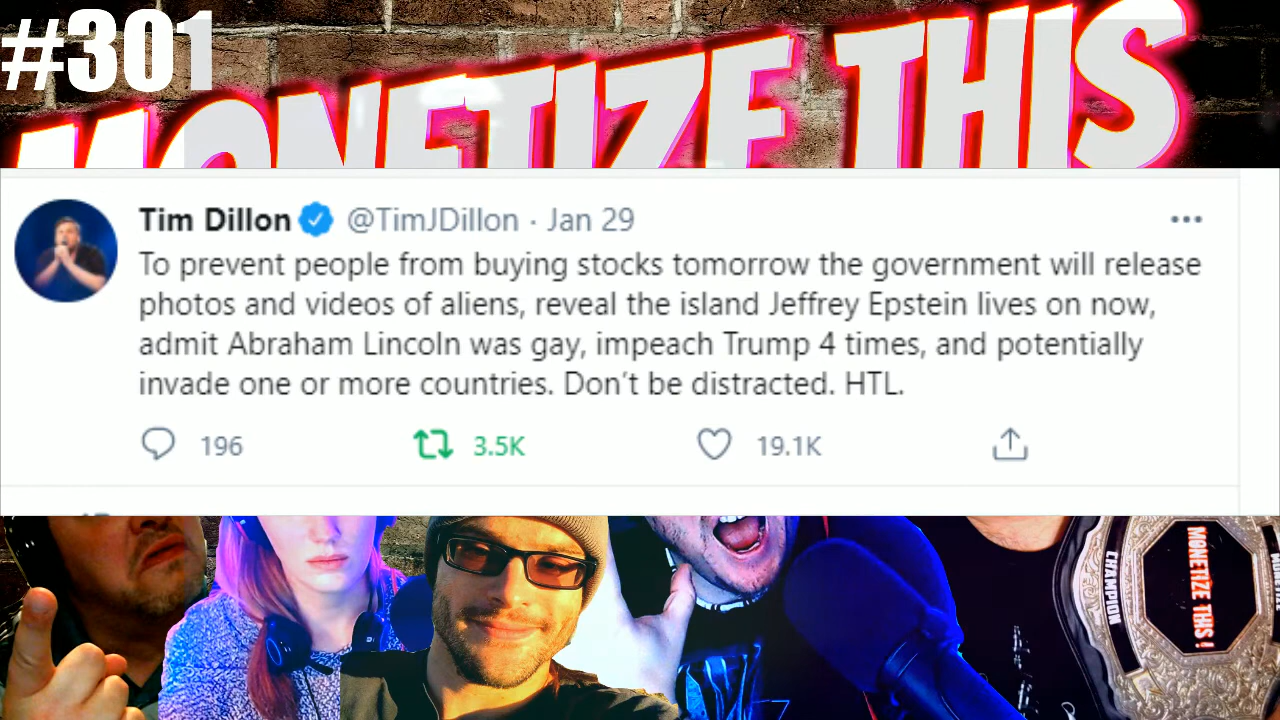 #301
MONETIZE THIS
Tim Dillon @TimJDillon · Jan 29
To prevent people from buying stocks tomorrow the government will release
photos and videos of aliens, reveal the island Jeffrey Epstein lives on now,
admit Abraham Lincoln was gay, impeach Trump 4 times, and potentially
invade one or more countries. Don't be distracted. HTL.
196 3.5K 19.1K
CHAMPION
MONETIZE THIS!